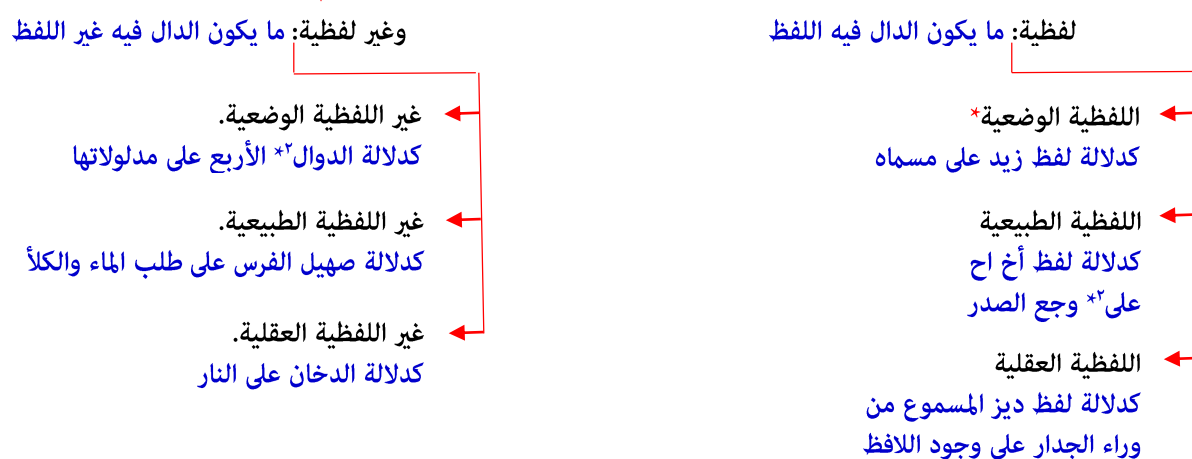 لفظية: ما يكون الدال فيه اللفظ
اللفظية الوضعية*
كدلالة لفظ زيد على مسماه
اللفظية الطبيعية
كدلالة لفظ أخ اح
على٢* وجع الصدر
اللفظية العقلية
كدلالة لفظ ديز المسموع من
وراء الجدار على وجود اللافظ
وغير لفظية: ما يكون الدال فيه غير اللفظ
غير اللفظية الوضعية.
كدلالة الدوال٢* الأربع على مدلولاتها
غير اللفظية الطبيعية.
كدلالة صهيل الفرس على طلب الماء والكلأ
غير اللفظية العقلية.
كدلالة الدخان على النار